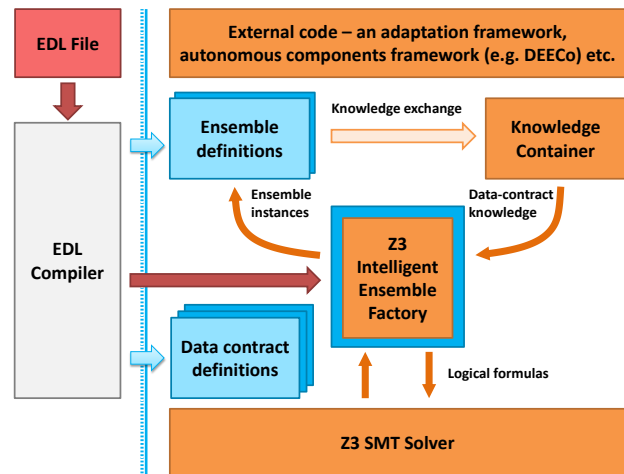 EDL File
External code – an adaptation framework,
autonomous components framework (e.g. DEECo) etc.
Ensemble
definitions
Knowledge exchange
Knowledge
Container
Ensemble
instances
Data-contract
knowledge
EDL
Compiler
Z3
Intelligent
Ensemble
Factory
Data contract
definitions
Logical formulas
Z3 SMT Solver